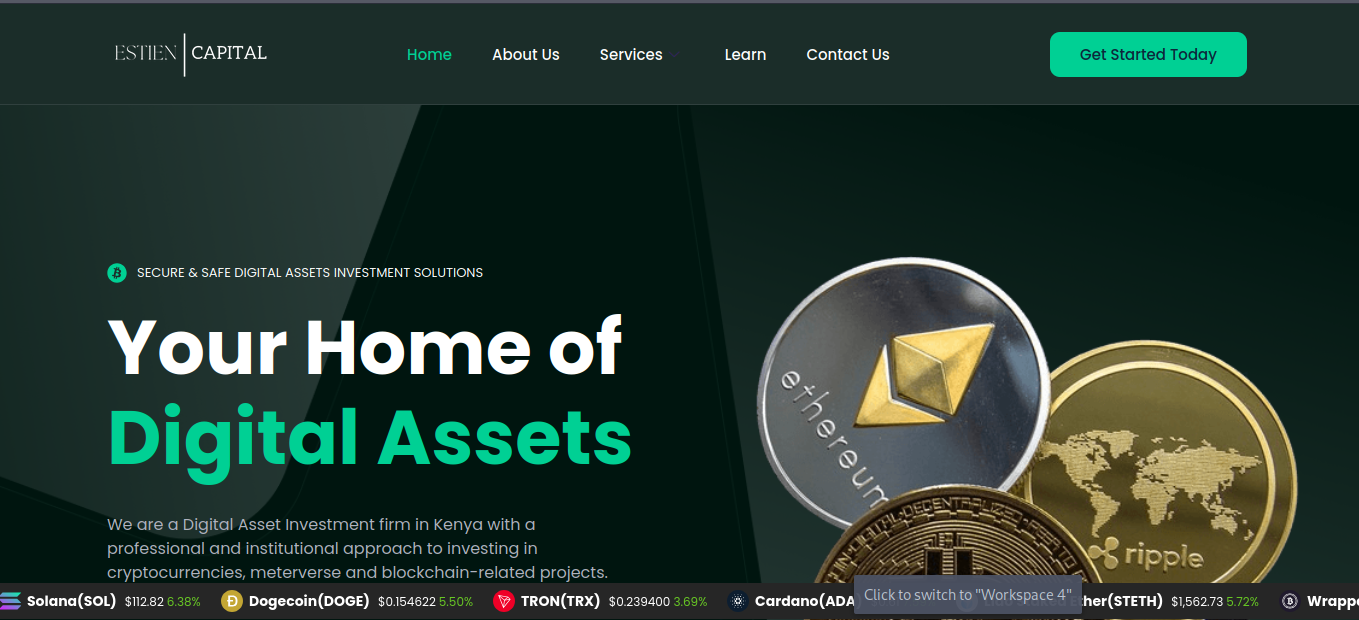 ESTIEN CAPITAL
Home About Us Services Learn Contact Us
Get Started Today
SECURE & SAFE DIGITAL ASSETS INVESTMENT SOLUTIONS
Your Home of
Digital Assets
We are a Digital Asset Investment firm in Kenya with a
professional and institutional approach to investing in
cryptocurrencies, meterverse and blockchain-related projects.
ethereum
ripple
DIGITAL DECENTRALIZED
Solana(SOL) $112.82 6.38% Dogecoin(DOGE) $0.154622 5.50% TRON(TRX) $0.239400 3.69% Cardano(ADA) ther(STETH) $1,562.73 5.72% Wrappe
Click to switch to "Workspace 4"